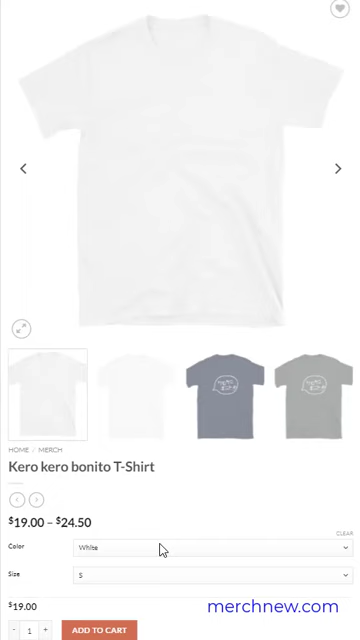 HOME / MERCH
Kero kero bonito T-Shirt
$19.00 – $24.50
CLEAR
Color White
Size S
$19.00
merchnew.com
- 1 + ADD TO CART